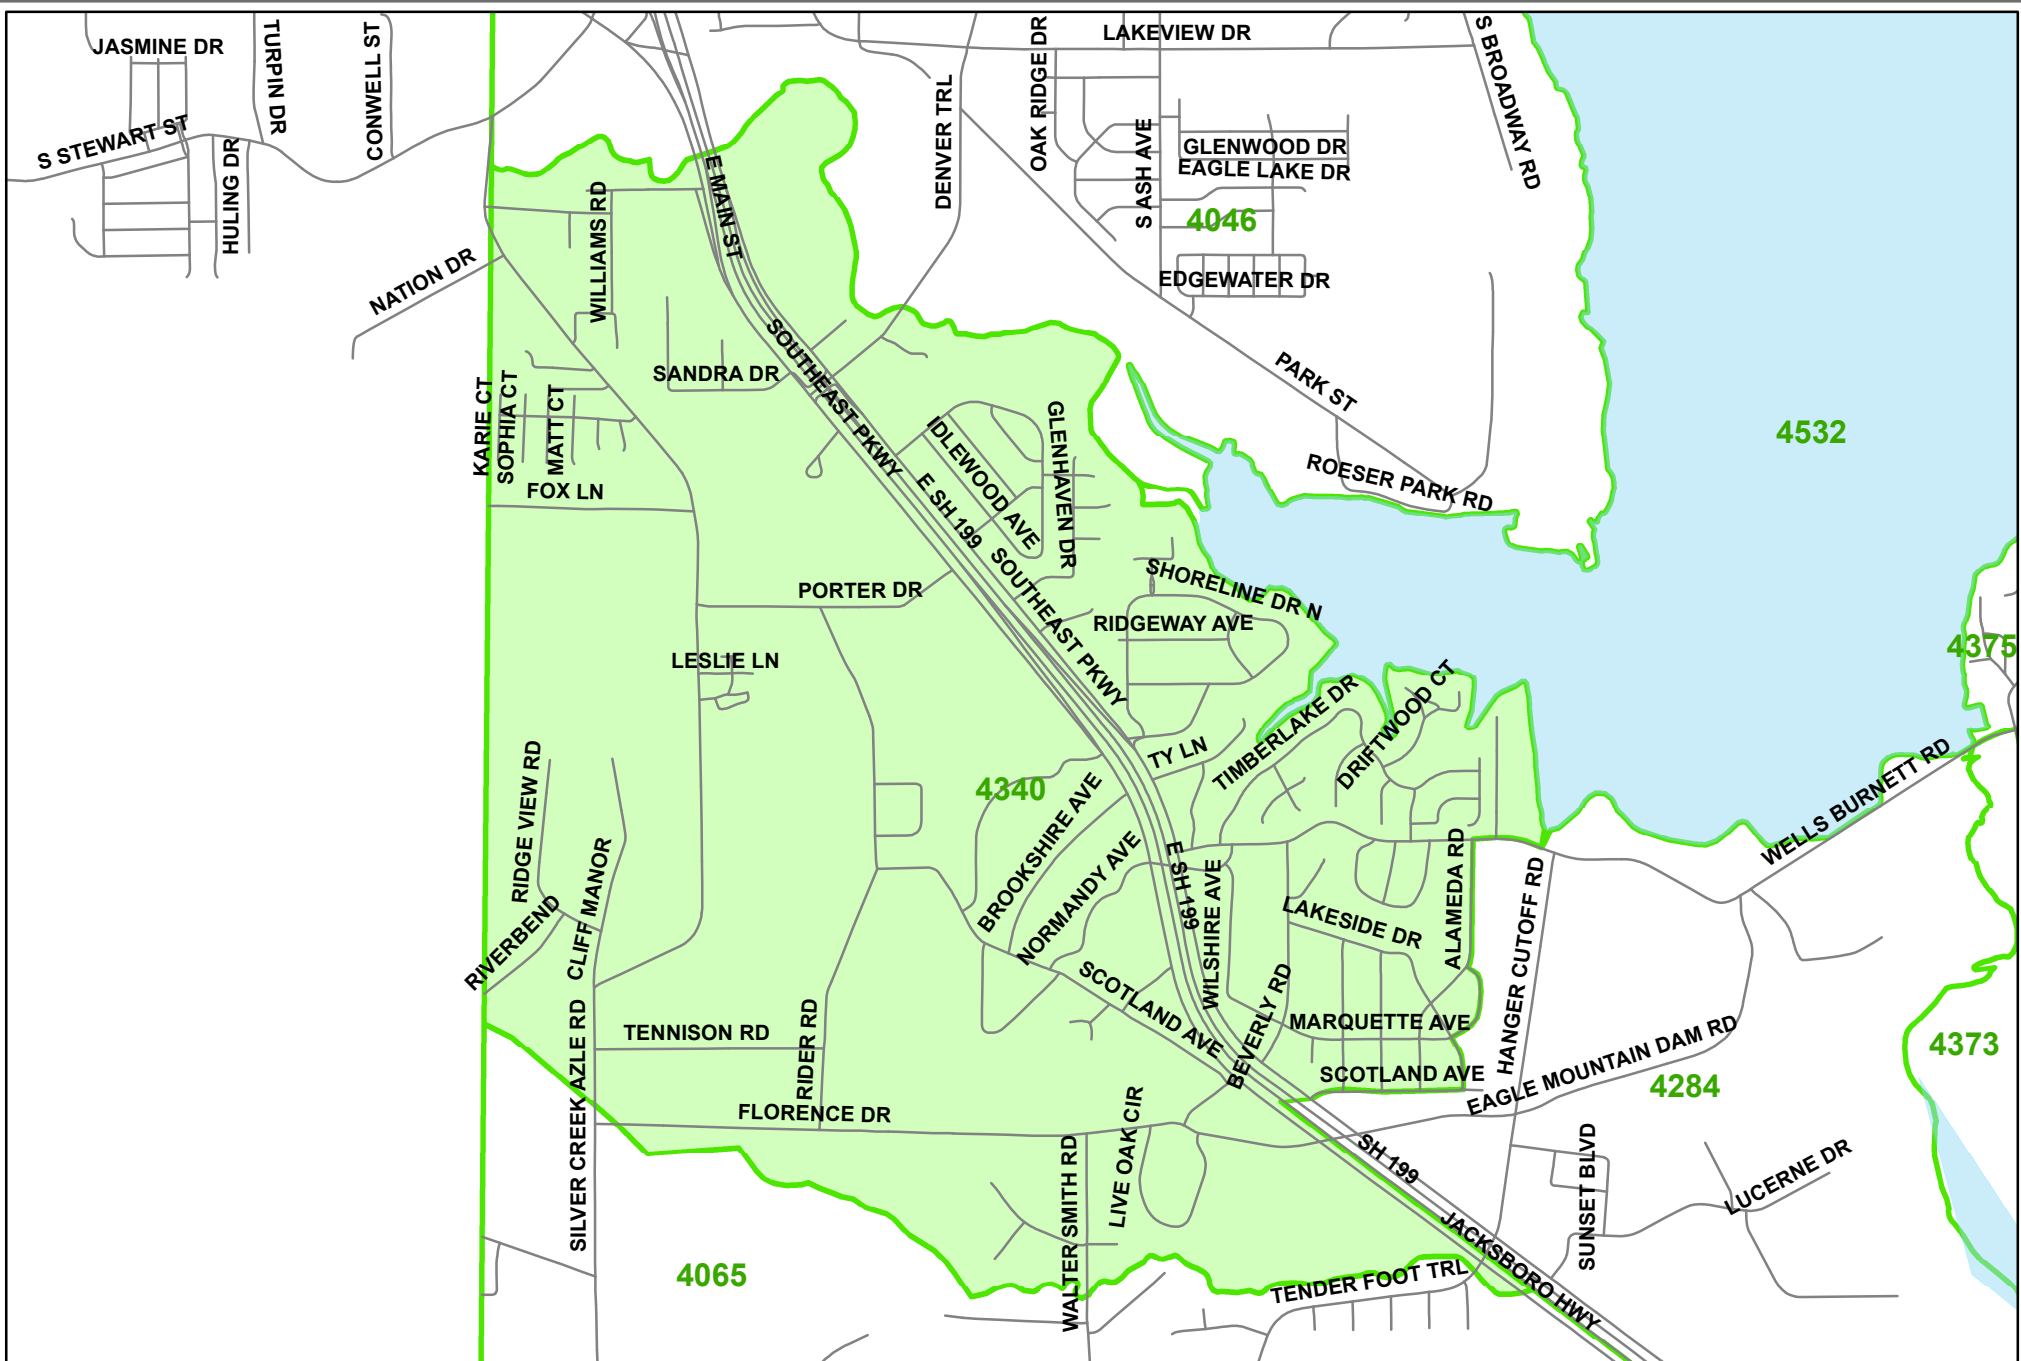 JASMINE DR
TURPIN DR
CONWELL ST
S STEWART ST
HULING DR
NATION DR
WILLIAMS RD
E MAIN ST
DENVER TRL
OAK RIDGE DR
LAKEVIEW DR
S BROADWAY RD
S ASH AVE
GLENWOOD DR
EAGLE LAKE DR
4046
EDGEWATER DR
PARK ST
ROESER PARK RD
4532
4375
KARIE CT
SOPHIA CT
MATT CT
FOX LN
SANDRA DR
SOUTHEAST PKWY
IDLEWOOD AVE
GLENHAVEN DR
E SH 199
SOUTHEAST PKWY
PORTER DR
SHORELINE DR N
RIDGEWAY AVE
LESLIE LN
TY LN
TIMBERLAKE DR
DRIFTWOOD CT
WELLS BURNETT RD
RIDGE VIEW RD
CLIFF MANOR
RIVERBEND
4340
BROOKSHIRE AVE
NORMANDY AVE
E SH 199
WILSHIRE AVE
LAKESIDE DR
ALAMEDA RD
HANGER CUTOFF RD
SCOTLAND AVE
BEVERLY RD
MARQUETTE AVE
SCOTLAND AVE
EAGLE MOUNTAIN DAM RD
4373
4284
TENNISON RD
RIDER RD
SILVER CREEK AZLE RD
FLORENCE DR
WALTER SMITH RD
LIVE OAK CIR
SH 199
JACKSBORO HWY
SUNSET BLVD
LUCERNE DR
TENDER FOOT TRL
4065